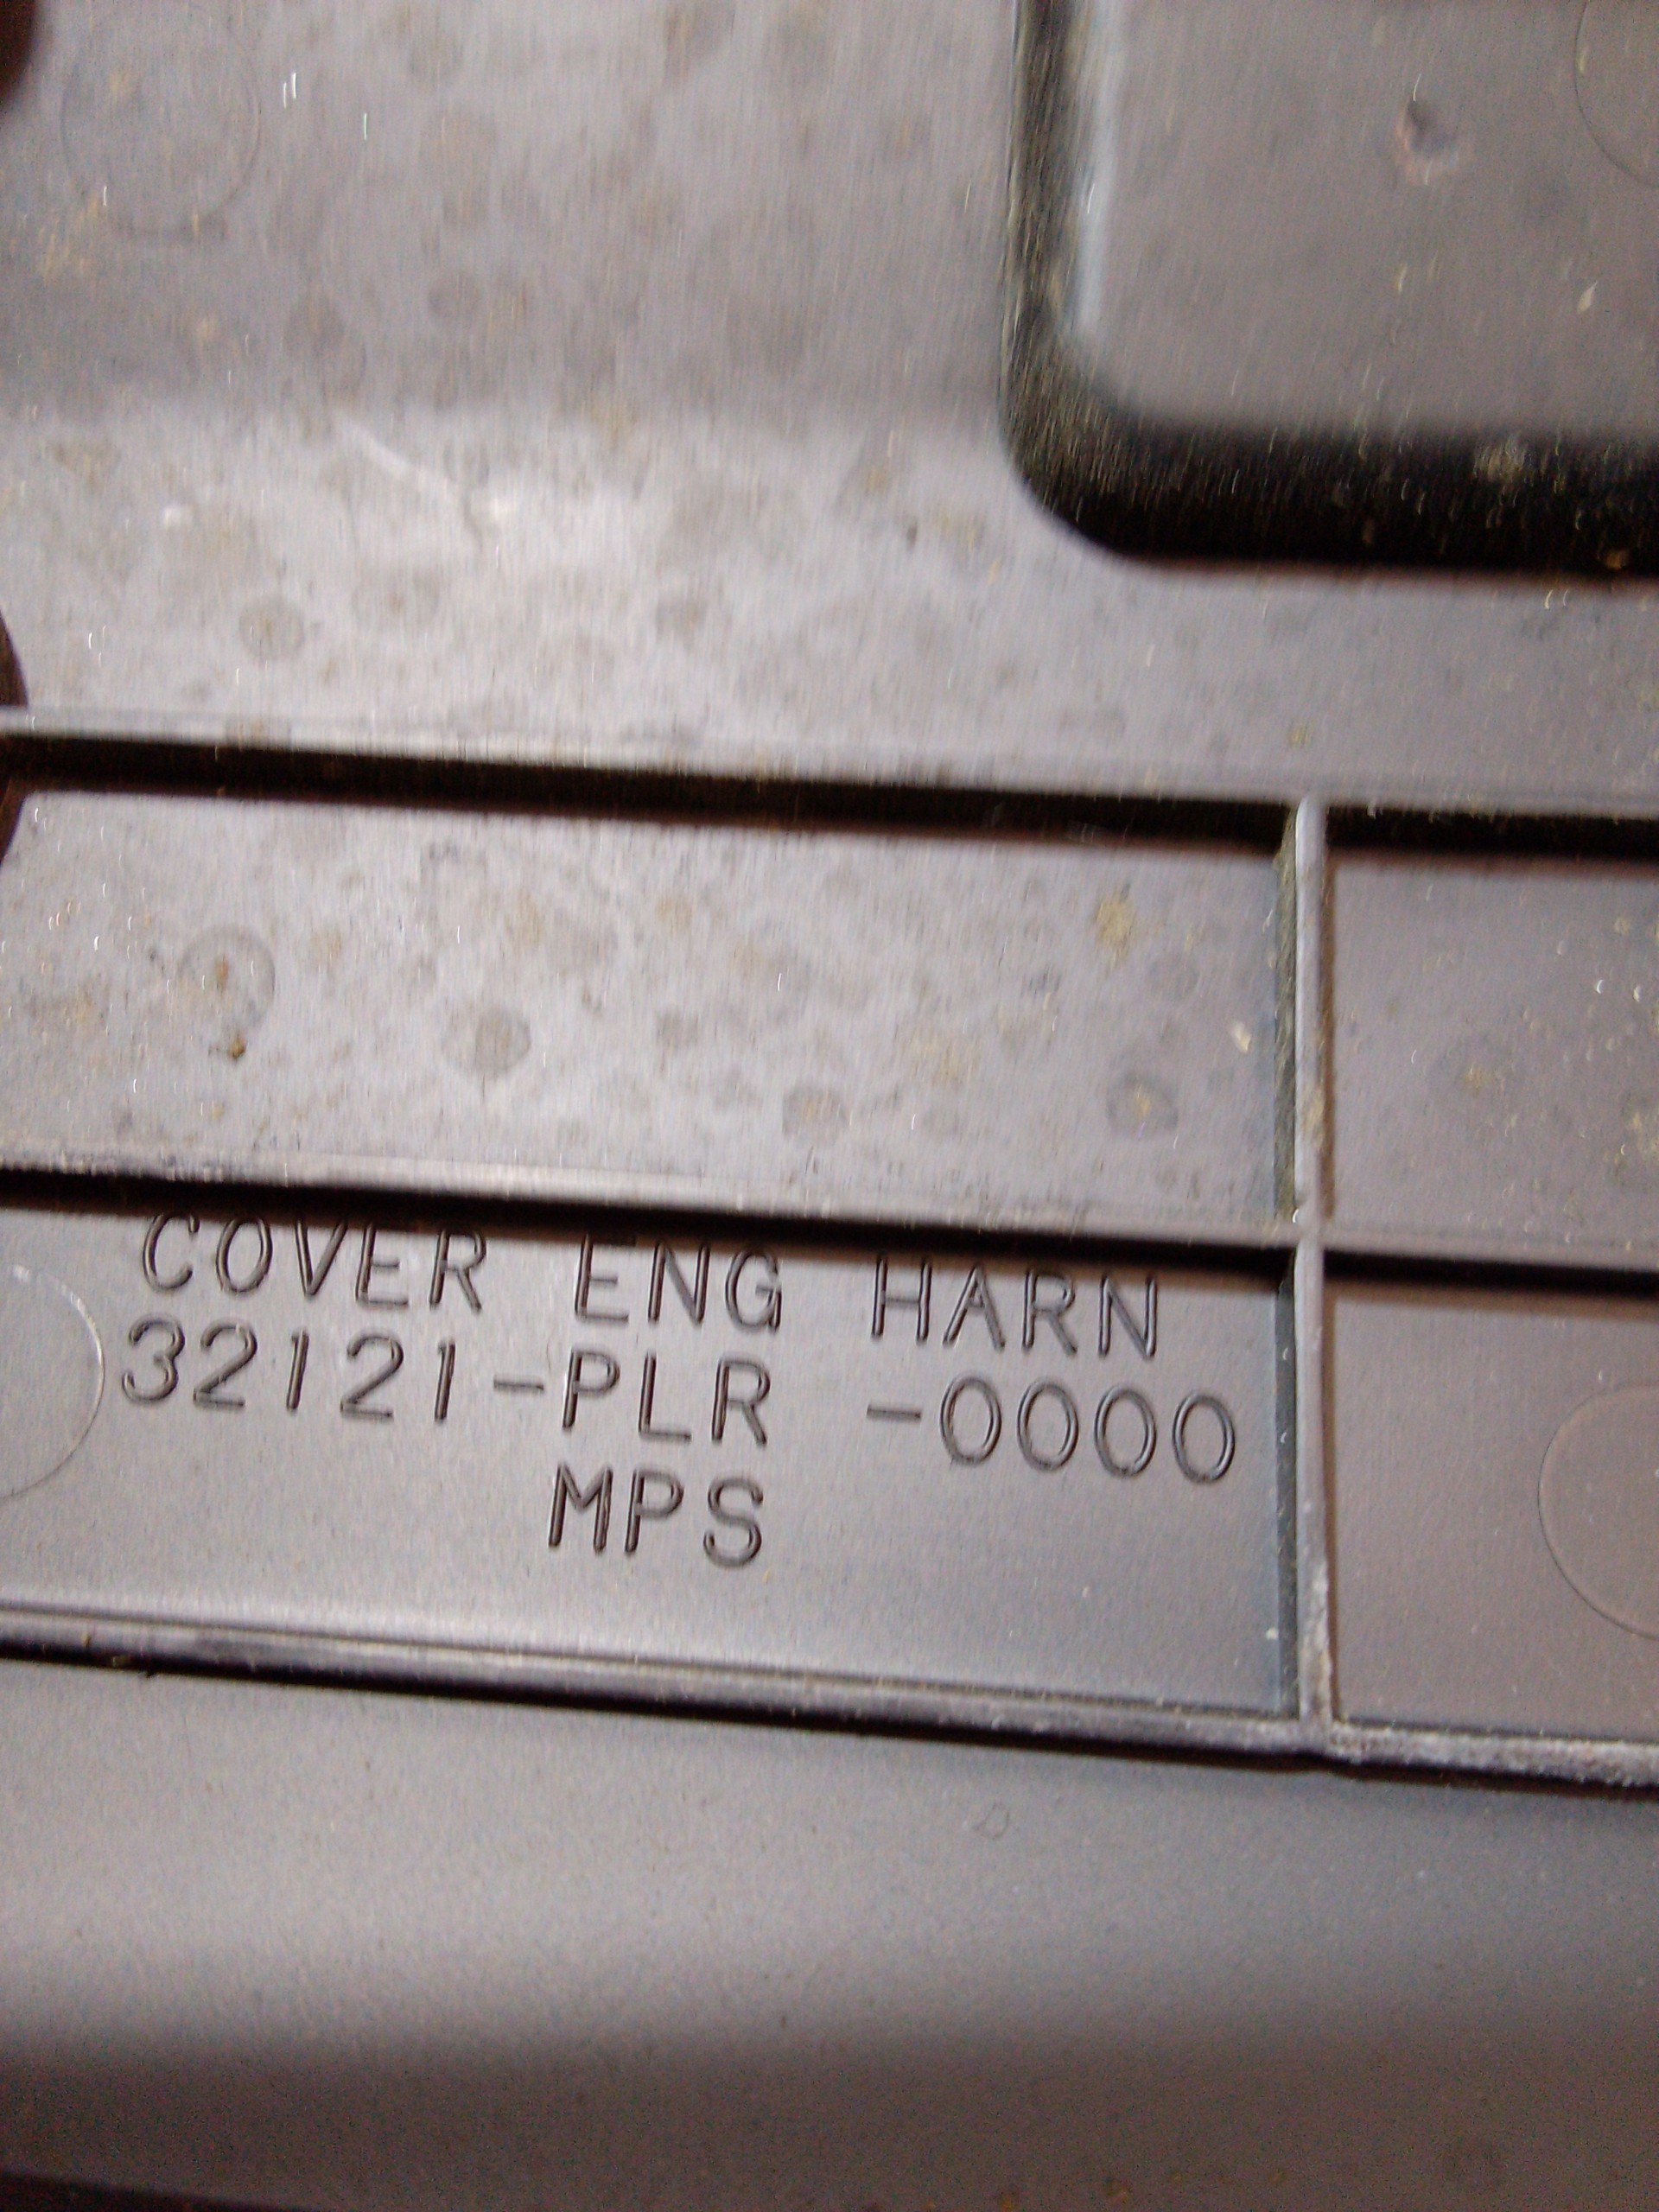 COVER ENG HARN
32121-PLR -0000
MPS